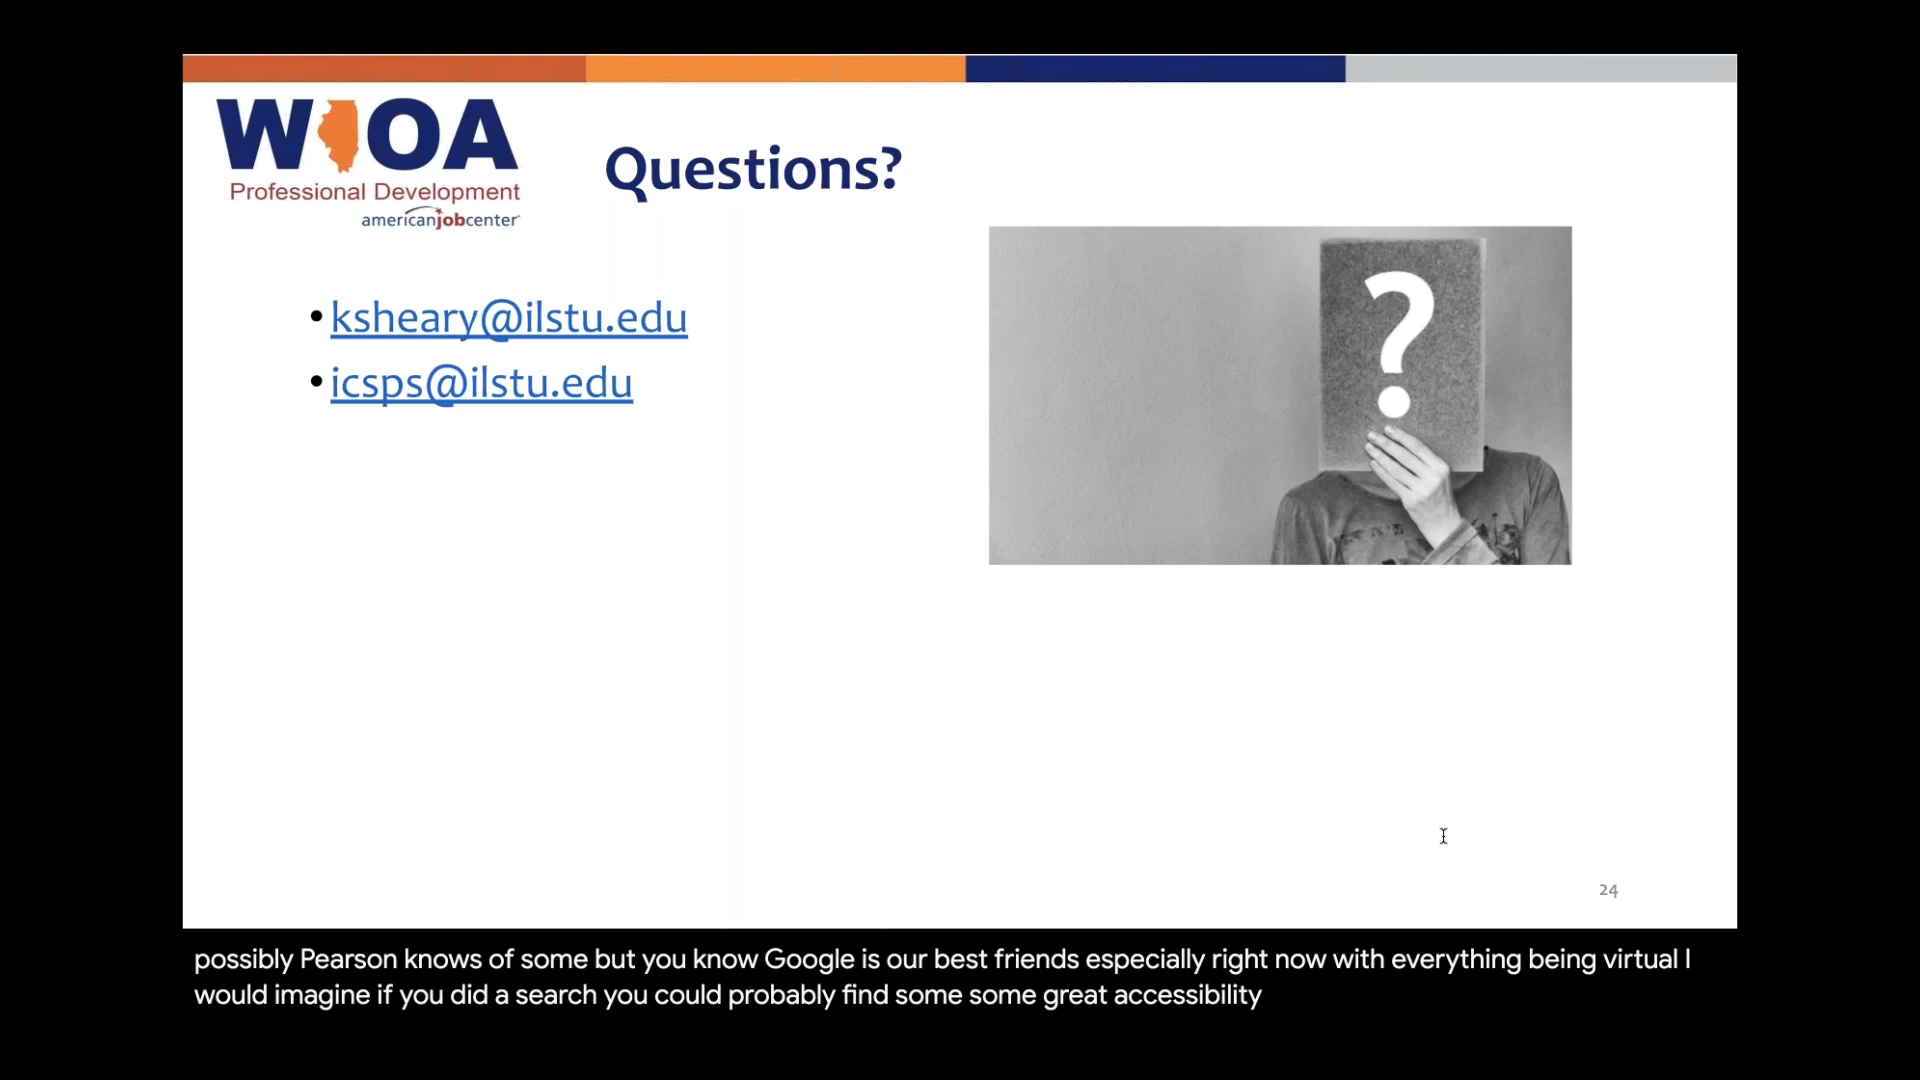 WIOA
Professional Development
americanjobcenter
Questions?
• ksheary@ilstu.edu
• icsps@ilstu.edu
?
24
possibly Pearson knows of some but you know Google is our best friends especially right now with everything being virtual I
would imagine if you did a search you could probably find some some great accessibility